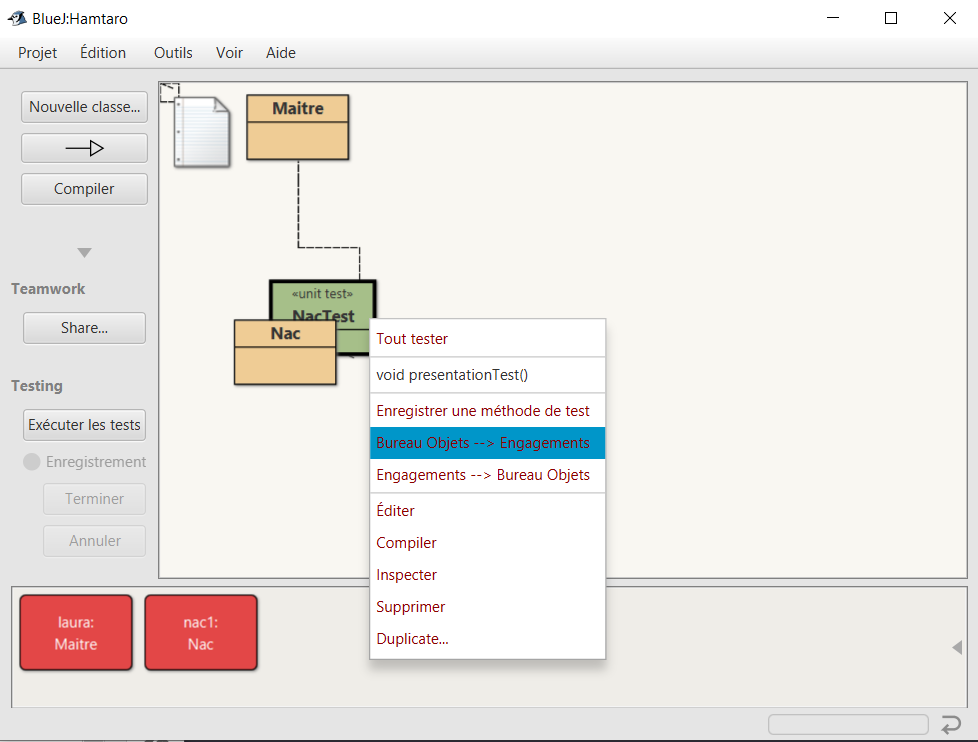 BlueJ:Hamtaro
Projet Édition Outils Voir Aide
Nouvelle classe...
Compiler
Teamwork
Share...
Testing
Exécuter les tests
Enregistrement
Terminer
Annuler
Maitre
«unit test»
NacTest
Nac
Tout tester
void presentationTest()
Enregistrer une méthode de test
Bureau Objets --> Engagements
Engagements --> Bureau Objets
Éditer
Compiler
Inspecter
Supprimer
Duplicate...
laura:
Maitre
nac1:
Nac